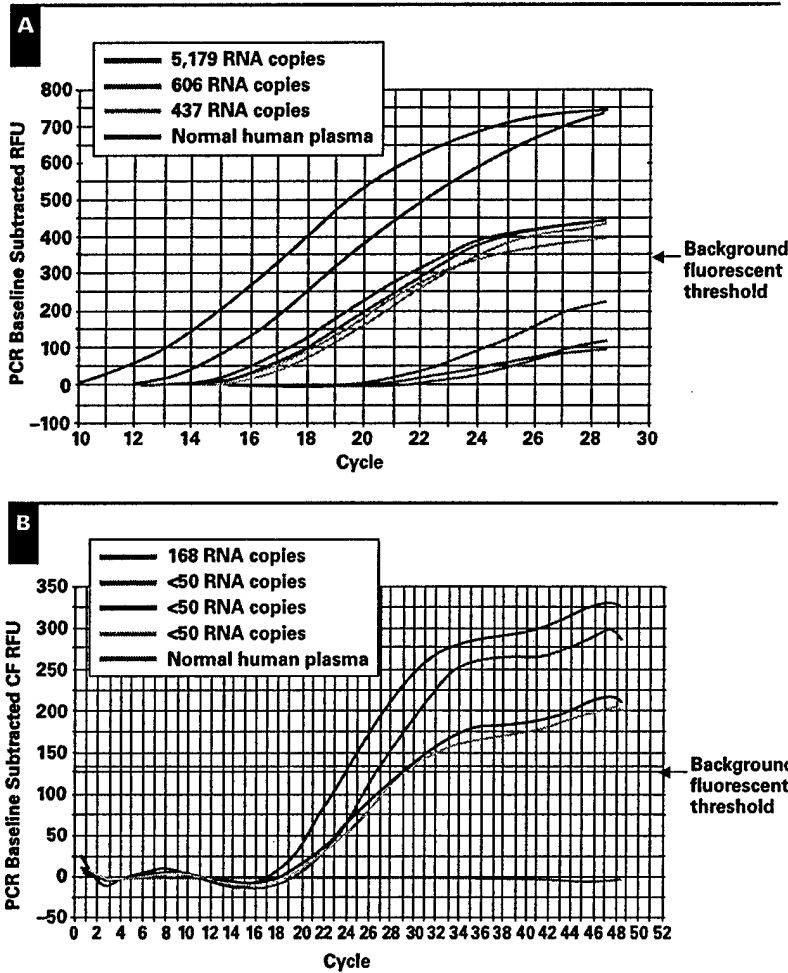 A
5,179 RNA copies
606 RNA copies
437 RNA copies
Normal human plasma
PCR Baseline Subtracted RFU
800
700
600
500
400
300
200
100
0
–100
10 12 14 16 18 20 22 24 26 28 30
Cycle
Background
fluorescent
threshold
B
168 RNA copies
<50 RNA copies
<50 RNA copies
<50 RNA copies
Normal human plasma
PCR Baseline Subtracted CF RFU
350
300
250
200
150
100
50
0
–50
0 2 4 6 8 10 12 14 16 18 20 22 24 26 28 30 32 34 36 38 40 42 44 46 48 50 52
Cycle
Background
fluorescent
threshold